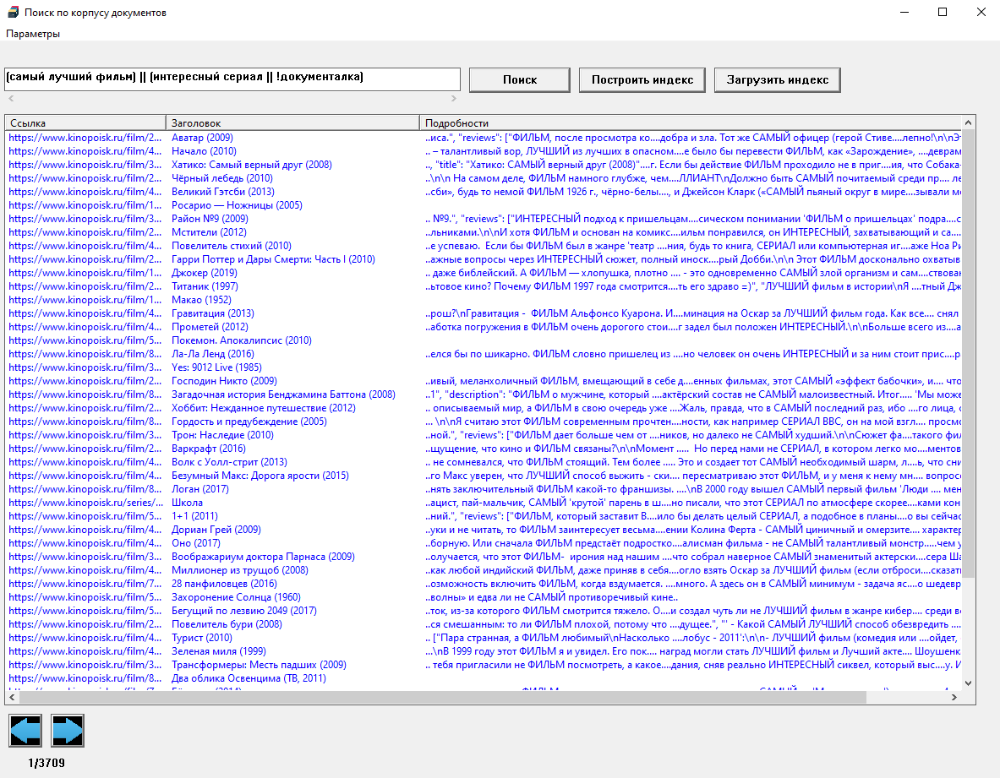 Поиск по корпусу документов
Параметры
(самый лучший фильм) || (интересный сериал || !документалка)
Поиск Построить индекс Загрузить индекс
Ссылка Заголовок Подробности
https://www.kinopoisk.ru/film/2... Аватар (2009) ..иса.", "reviews": ["ФИЛЬМ, после просмотра ко....добра и зла. Тот же САМЫЙ офицер (герой Стиве....лепно!\n\nЭт
https://www.kinopoisk.ru/film/4... Начало (2010) .. – талантливый вор, ЛУЧШИЙ из лучших в опасном....е было бы перевести ФИЛЬМ, как «Зарождение», ....деврам
https://www.kinopoisk.ru/film/3... Хатико: Самый верный друг (2008) .., "title": "Хатико: САМЫЙ верный друг (2008)"....г. Если бы действие ФИЛЬМ проходило не в приг....ия, что Собака-
https://www.kinopoisk.ru/film/2... Чёрный лебедь (2010) ..\n\n На самом деле, ФИЛЬМ намного глубже, чем....ЛЛИАНТ\nДолжно быть САМЫЙ почитаемый среди пр.... ле
https://www.kinopoisk.ru/film/4... Великий Гэтсби (2013) ..сби», будь то немой ФИЛЬМ 1926 г., чёрно-белы...., и Джейсон Кларк («САМЫЙ пьяный округ в мире....зывали ме
https://www.kinopoisk.ru/film/1... Росарио — Ножницы (2005)
https://www.kinopoisk.ru/film/3... Район №9 (2009) .. №9.", "reviews": ["ИНТЕРЕСНЫЙ подход к пришельцам....сическом понимании 'ФИЛЬМ о пришельцах' подра....с
https://www.kinopoisk.ru/film/2... Мстители (2012) ..льниками.\n\nИ хотя ФИЛЬМ и основан на комикс....ильм понравился, он ИНТЕРЕСНЫЙ, захватывающий и са....
https://www.kinopoisk.ru/film/4... Повелитель стихий (2010) ..е успеваю.  Если бы ФИЛЬМ был в жанре 'театр ....ния, будь то книга, СЕРИАЛ или компьютерная иг....аже Ноа Ри
https://www.kinopoisk.ru/film/2... Гарри Поттер и Дары Смерти: Часть I (2010) ..ажные вопросы через ИНТЕРЕСНЫЙ сюжет, полный иноск....рый Добби.\n\n Этот ФИЛЬМ досконально охватыв
https://www.kinopoisk.ru/film/1... Джокер (2019) .. даже библейский. А ФИЛЬМ — хлопушка, плотно .... - это одновременно САМЫЙ злой организм и сам....ствован
https://www.kinopoisk.ru/film/2... Титаник (1997) ..ьтовое кино? Почему ФИЛЬМ 1997 года смотрится....ть его здраво =)", "ЛУЧШИЙ фильм в истории\nЯ ....тный Дж
https://www.kinopoisk.ru/film/1... Макао (1952)
https://www.kinopoisk.ru/film/4... Гравитация (2013) ..рош?\nГравитация -  ФИЛЬМ Альфонсо Куарона. И....минация на Оскар за ЛУЧШИЙ фильм года. Как все.... снял
https://www.kinopoisk.ru/film/4... Прометей (2012) ..аботка погружения в ФИЛЬМ очень дорогого стои....г задел был положен ИНТЕРЕСНЫЙ.\n\nБольше всего из....а
https://www.kinopoisk.ru/film/5... Покемон. Апокалипсис (2010)
https://www.kinopoisk.ru/film/8... Ла-Ла Ленд (2016) ..елся бы по шикарно. ФИЛЬМ словно пришелец из ....но человек он очень ИНТЕРЕСНЫЙ и за ним стоит прис....р
https://www.kinopoisk.ru/film/3... Yes: 9012 Live (1985)
https://www.kinopoisk.ru/film/2... Господин Никто (2009) ..ивый, меланхоличный ФИЛЬМ, вмещающий в себе д....енных фильмах, этот САМЫЙ «эффект бабочки», и.... что
https://www.kinopoisk.ru/film/8... Загадочная история Бенджамина Баттона (2008) ..1", "description": "ФИЛЬМ о мужчине, который ....актёрский состав не САМЫЙ малоизвестный. Итог.... 'Мы може
https://www.kinopoisk.ru/film/2... Хоббит: Нежданное путешествие (2012) .. описываемый мир, а ФИЛЬМ в свою очередь уже ....Жаль, правда, что в САМЫЙ последний раз, ибо ....го лица, с
https://www.kinopoisk.ru/film/8... Гордость и предубеждение (2005) .. \n\nЯ считаю этот ФИЛЬМ современным прочтен....ности, как например СЕРИАЛ BBC, он на мой взгл.... просмо
https://www.kinopoisk.ru/film/3... Трон: Наследие (2010) ..ной.", "reviews": ["ФИЛЬМ дает больше чем от ....ников, но далеко не САМЫЙ худший.\n\nСюжет фа....такого фил
https://www.kinopoisk.ru/film/2... Варкрафт (2016) ..щущение, что кино и ФИЛЬМ связаны?\n\nМомент .....  Но перед нами не СЕРИАЛ, в котором легко мо....ментов
https://www.kinopoisk.ru/film/4... Волк с Уолл-стрит (2013) .. не сомневался, что ФИЛЬМ стоящий. Тем более ..... Это и создает тот САМЫЙ необходимый шарм, л....ь, что сни
https://www.kinopoisk.ru/film/4... Безумный Макс: Дорога ярости (2015) ..го Макс уверен, что ЛУЧШИЙ способ выжить - ски.... пересматриваю этот ФИЛЬМ, и у меня к нему мн.... вопросо
https://www.kinopoisk.ru/film/8... Логан (2017) ..нять заключительный ФИЛЬМ какой-то франшизы. ....\nВ 2000 году вышел САМЫЙ первый фильм 'Люди .... мен
https://www.kinopoisk.ru/series/... Школа ..ацист, пай-мальчик, САМЫЙ 'крутой' парень в ш....но писали, что этот СЕРИАЛ по атмосфере скорее....ками кон
https://www.kinopoisk.ru/film/5... 1+1 (2011) ..ний.", "reviews": ["ФИЛЬМ, который заставит В....ило бы делать целый СЕРИАЛ, а подобное в планы....о вы сейчас
https://www.kinopoisk.ru/film/4... Дориан Грей (2009) ..уки и не читать, то ФИЛЬМ заинтересует весьма....ении Колина Ферта - САМЫЙ циничный и омерзите.... характер
https://www.kinopoisk.ru/film/4... Оно (2017) ..борную. Или сначала ФИЛЬМ предстаёт подростко....алисман фильма - не САМЫЙ талантливый монстр.....чем у
https://www.kinopoisk.ru/film/3... Воображариум доктора Парнаса (2009) ..олучается, что этот ФИЛЬМ-  ирония над нашим ....что собрал наверное САМЫЙ знаменитый актерски....сера Ша
https://www.kinopoisk.ru/film/4... Миллионер из трущоб (2008) ..как любой индийский ФИЛЬМ, даже приняв в себя....огло взять Оскар за ЛУЧШИЙ фильм (если отброси....сказать
https://www.kinopoisk.ru/film/7... 28 панфиловцев (2016) ..озможность включить ФИЛЬМ, когда вздумается. ....много. А здесь он в САМЫЙ минимум - задача яс....о шедевр
https://www.kinopoisk.ru/film/5... Захоронение Солнца (1960) ..волны» и едва ли не САМЫЙ противоречивый кине..
https://www.kinopoisk.ru/film/5... Бегущий по лезвию 2049 (2017) ..ток, из-за которого ФИЛЬМ смотрится тяжело. О....и создал чуть ли не ЛУЧШИЙ фильм в жанре кибер.... среди во
https://www.kinopoisk.ru/film/2... Повелитель бури (2008) ..ся смешанным: то ли ФИЛЬМ плохой, потому что ....дущее.", "' - Какой САМЫЙ ЛУЧШИЙ способ обезвредить ....
https://www.kinopoisk.ru/film/4... Турист (2010) .. ["Пара странная, а ФИЛЬМ любимый\nНасколько ....лобус - 2011':\n\n- ЛУЧШИЙ фильм (комедия или ....ойдет,
https://www.kinopoisk.ru/film/4... Зеленая миля (1999) ...\nВ 1999 году этот ФИЛЬМ я и увидел. Его пок.... наград могли стать ЛУЧШИЙ фильм и Лучший акте.... Шоушенк
https://www.kinopoisk.ru/film/3... Трансформеры: Месть падших (2009) .. тебя пригласили не ФИЛЬМ посмотреть, а какое....дания, сняв реально ИНТЕРЕСНЫЙ сиквел, который выс....у. И
https://www.kinopoisk.ru/film/8... Два облика Освенцима (ТВ, 2011)
1/3709